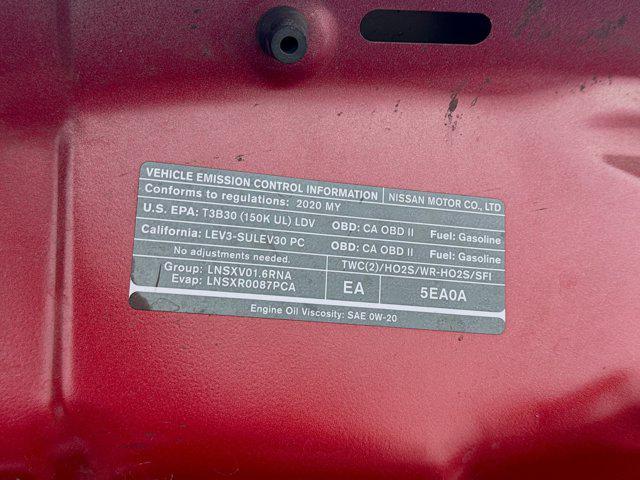 VEHICLE EMISSION CONTROL INFORMATION NISSAN MOTOR CO., LTD
Conforms to regulations: 2020 MY
U.S. EPA: T3B30 (150K UL) LDV OBD: CA OBD II Fuel: Gasoline
California: LEV3-SULEV30 PC OBD: CA OBD II Fuel: Gasoline
No adjustments needed. TWC(2)/HO2S/WR-HO2S/SFI
Group: LNSXV01.6RNA
Evap: LNSXR0087PCA EA 5EA0A
Engine Oil Viscosity: SAE 0W-20